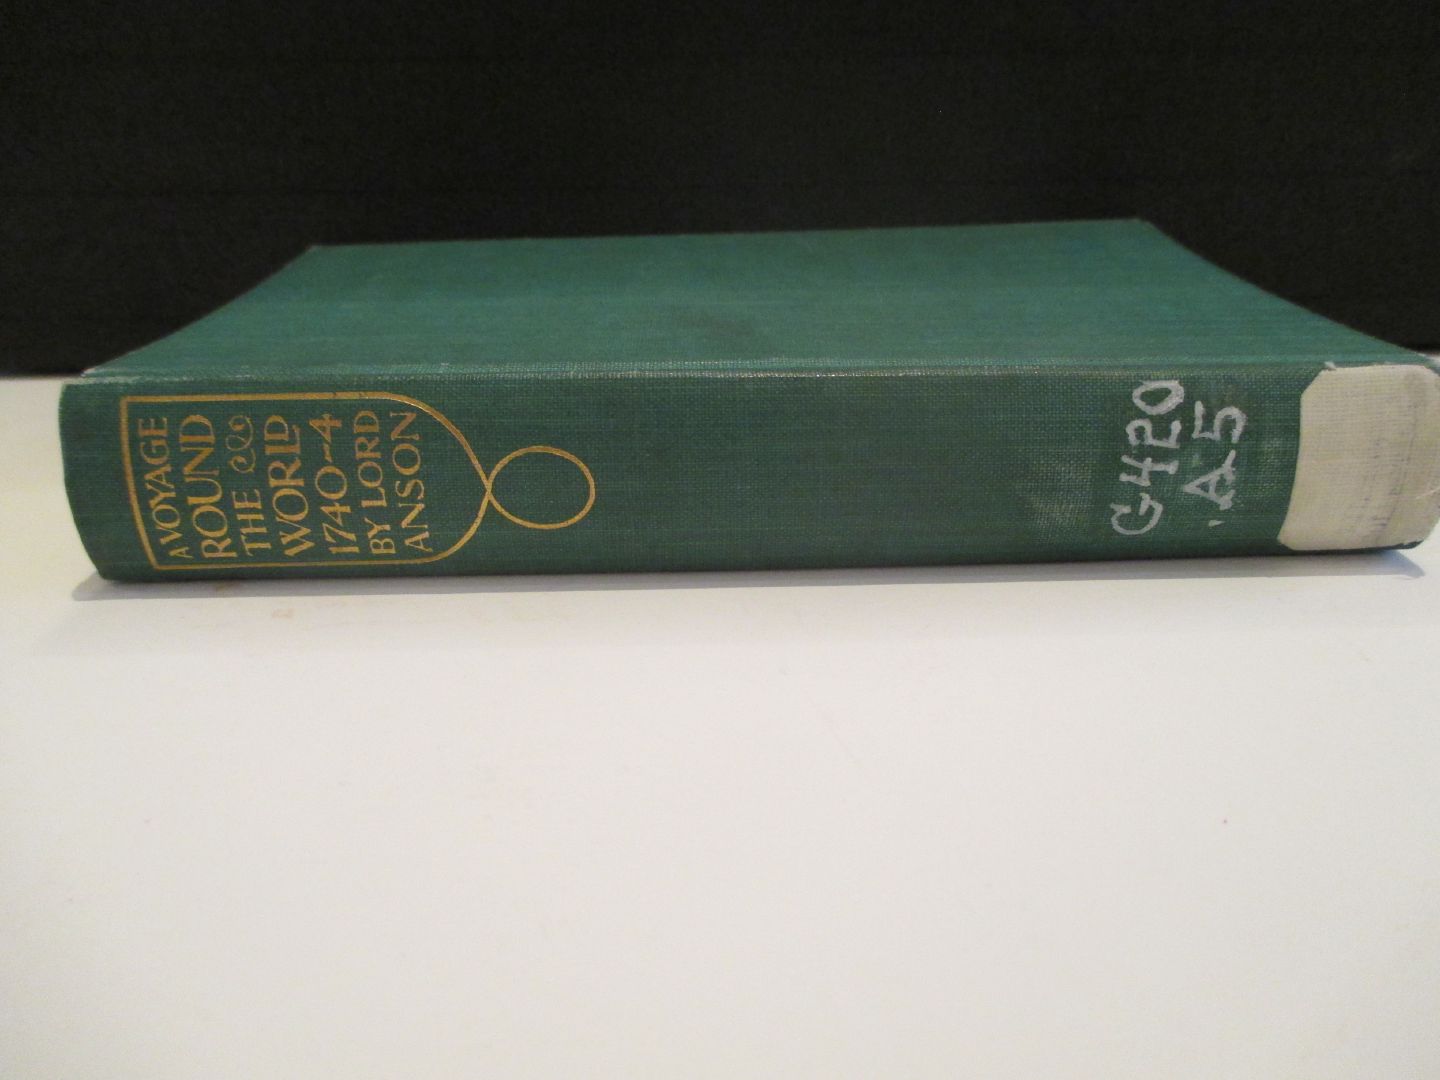 A VOYAGE
ROUND
THE
WORLD
1740-4
BY LORD
ANSON
G420
.A5